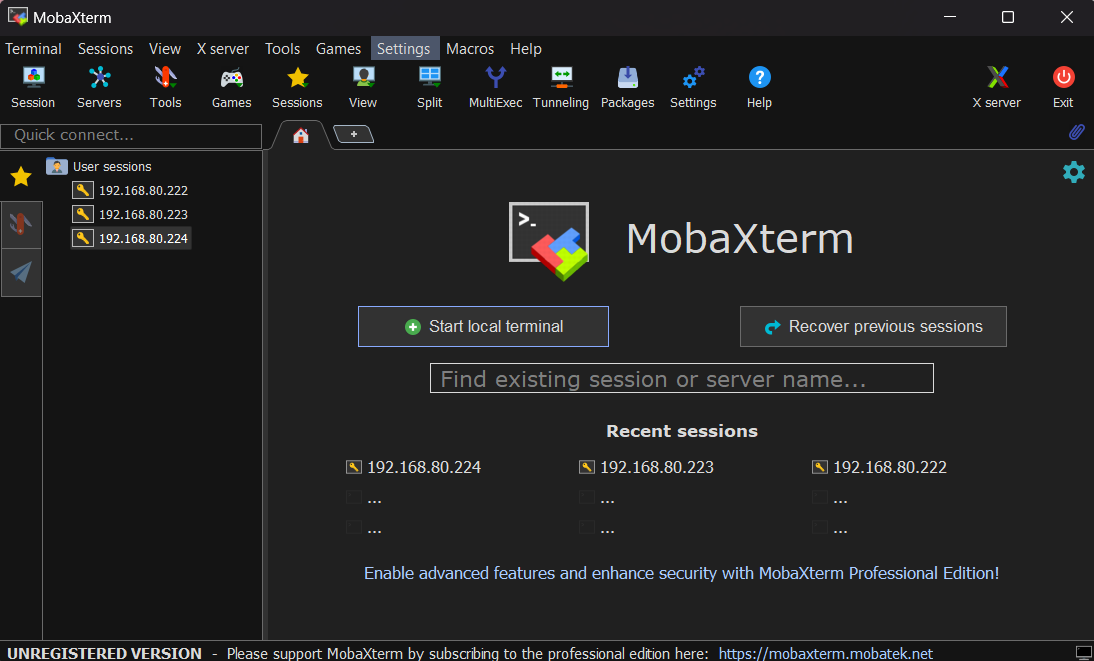 MobaXterm
Terminal Sessions View X server Tools Games Settings Macros Help
Session Servers Tools Games Sessions View Split MultiExec Tunneling Packages Settings Help X server Exit
Quick connect...
User sessions
192.168.80.222
192.168.80.223
192.168.80.224
>_.
MobaXterm
Start local terminal Recover previous sessions
Find existing session or server name...
Recent sessions
192.168.80.224 192.168.80.223 192.168.80.222
... ... ...
... ... ...
Enable advanced features and enhance security with MobaXterm Professional Edition!
UNREGISTERED VERSION - Please support MobaXterm by subscribing to the professional edition here: https://mobaxterm.mobatek.net